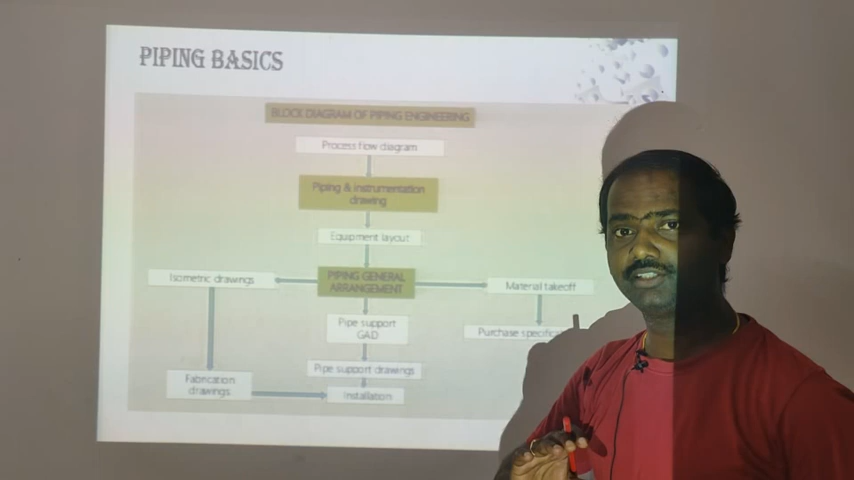 PIPING BASICS
BLOCK DIAGRAM OF PIPING ENGINEERING
Process flow diagram
Piping & instrumentation
drawing
Equipment layout
Isometric drawings
PIPING GENERAL
ARRANGEMENT
Material takeoff
Pipe support
GAD
Purchase
Pipe support drawings
Fabrication
drawings
Installation